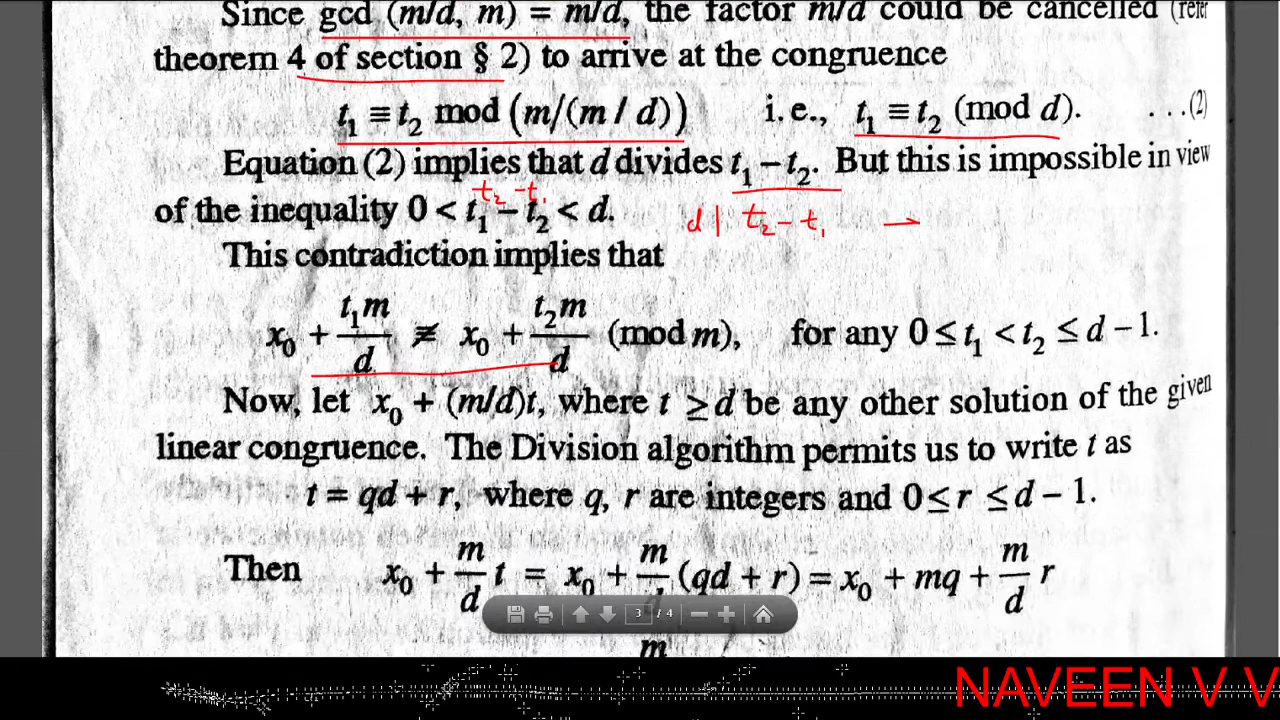 Since gcd (m/d, m) = m/d, the factor m/d could be cancelled (refer
theorem 4 of section § 2) to arrive at the congruence
t₁ ≡ t₂ mod (m/(m / d)) i. e., t₁ ≡ t₂ (mod d). . . .(2)
Equation (2) implies that d divides t₁ − t₂. But this is impossible in view
t₂ − t₁
of the inequality 0 < t₁ − t₂ < d. d | t₂ − t₁ →
This contradiction implies that
x₀ + t₁m/d ≢ x₀ + t₂m/d (mod m), for any 0 ≤ t₁ < t₂ ≤ d − 1.
Now, let x₀ + (m/d)t, where t ≥ d be any other solution of the given
linear congruence. The Division algorithm permits us to write t as
t = qd + r, where q, r are integers and 0 ≤ r ≤ d − 1.
Then x₀ + m/d t = x₀ + m/d (qd + r) = x₀ + mq + m/d r
3 / 4
m
NAVEEN V V